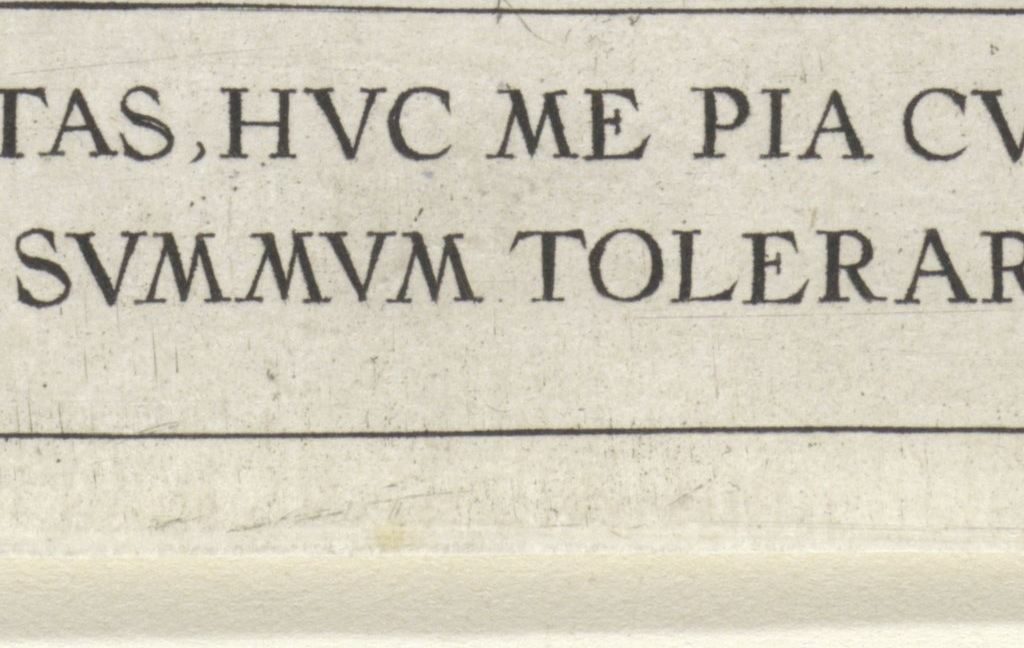 TAS, HVC ME PIA CV
SVMMVM TOLERAR